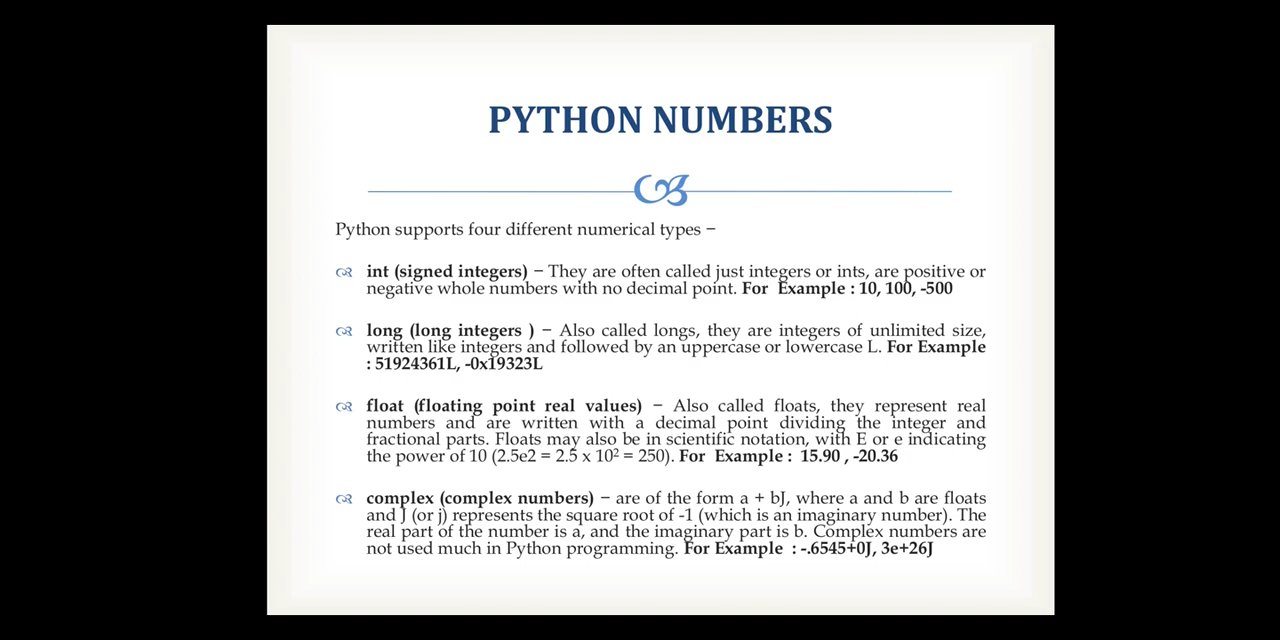 PYTHON NUMBERS
Python supports four different numerical types −
int (signed integers) − They are often called just integers or ints, are positive or
negative whole numbers with no decimal point. For Example : 10, 100, -500
long (long integers ) − Also called longs, they are integers of unlimited size,
written like integers and followed by an uppercase or lowercase L. For Example
: 51924361L, -0x19323L
float (floating point real values) − Also called floats, they represent real
numbers and are written with a decimal point dividing the integer and
fractional parts. Floats may also be in scientific notation, with E or e indicating
the power of 10 (2.5e2 = 2.5 x 10² = 250). For Example : 15.90 , -20.36
complex (complex numbers) − are of the form a + bJ, where a and b are floats
and J (or j) represents the square root of -1 (which is an imaginary number). The
real part of the number is a, and the imaginary part is b. Complex numbers are
not used much in Python programming. For Example : -.6545+0J, 3e+26J